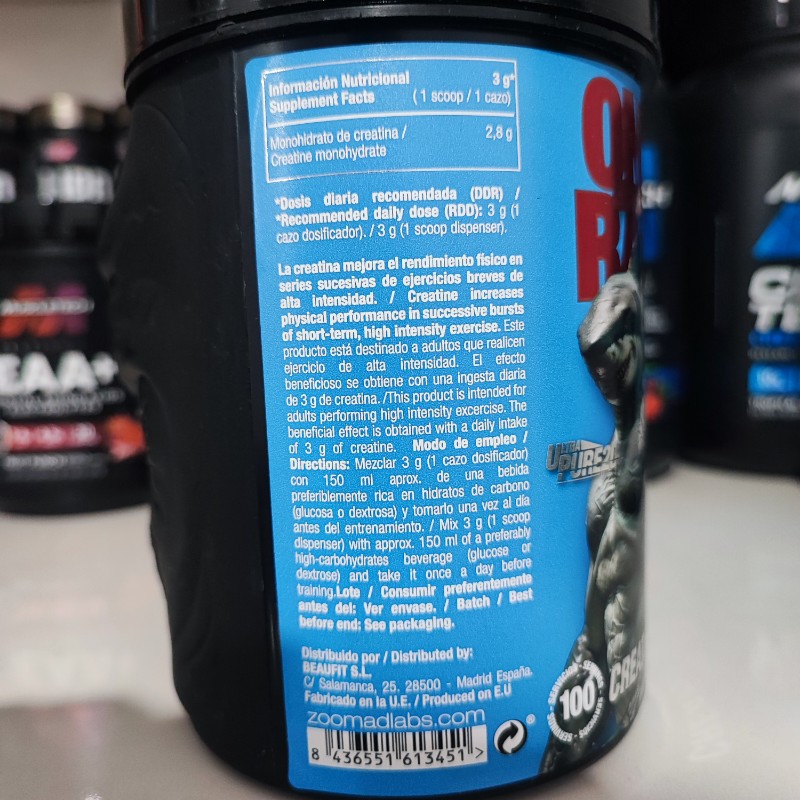 Información Nutricional 3 g*
Supplement Facts ( 1 scoop / 1 cazo)
Monohidrato de creatina / 2,8 g
Creatine monohydrate
*Dosis diaria recomendada (DDR) /
*Recommended daily dose (RDD): 3 g (1
cazo dosificador). / 3 g (1 scoop dispenser).
La creatina mejora el rendimiento físico en
series sucesivas de ejercicios breves de
alta intensidad. / Creatine increases
physical performance in successive bursts
of short-term, high intensity exercise. Este
producto está destinado a adultos que realicen
ejercicio de alta intensidad. El efecto
beneficioso se obtiene con una ingesta diaria
de 3 g de creatina. /This product is intended for
adults performing high intensity excercise. The
beneficial effect is obtained with a daily intake
of 3 g of creatine. Modo de empleo /
Directions: Mezclar 3 g (1 cazo dosificador)
con 150 ml aprox. de una bebida
preferiblemente rica en hidratos de carbono
(glucosa o dextrosa) y tomarlo una vez al día
antes del entrenamiento. / Mix 3 g (1 scoop
dispenser) with approx. 150 ml of a preferably
high-carbohydrates beverage (glucose or
dextrose) and take it once a day before
training.Lote / Consumir preferentemente
antes del: Ver envase. / Batch / Best
before end: See packaging.
Distribuido por / Distributed by:
BEAUFIT S.L.
C/ Salamanca, 25. 28500 - Madrid España.
Fabricado en la U.E. / Produced on E.U
zoomadlabs.com
8 436551 613451 >
ULTRA
UPURE
100
CREA
EAA+